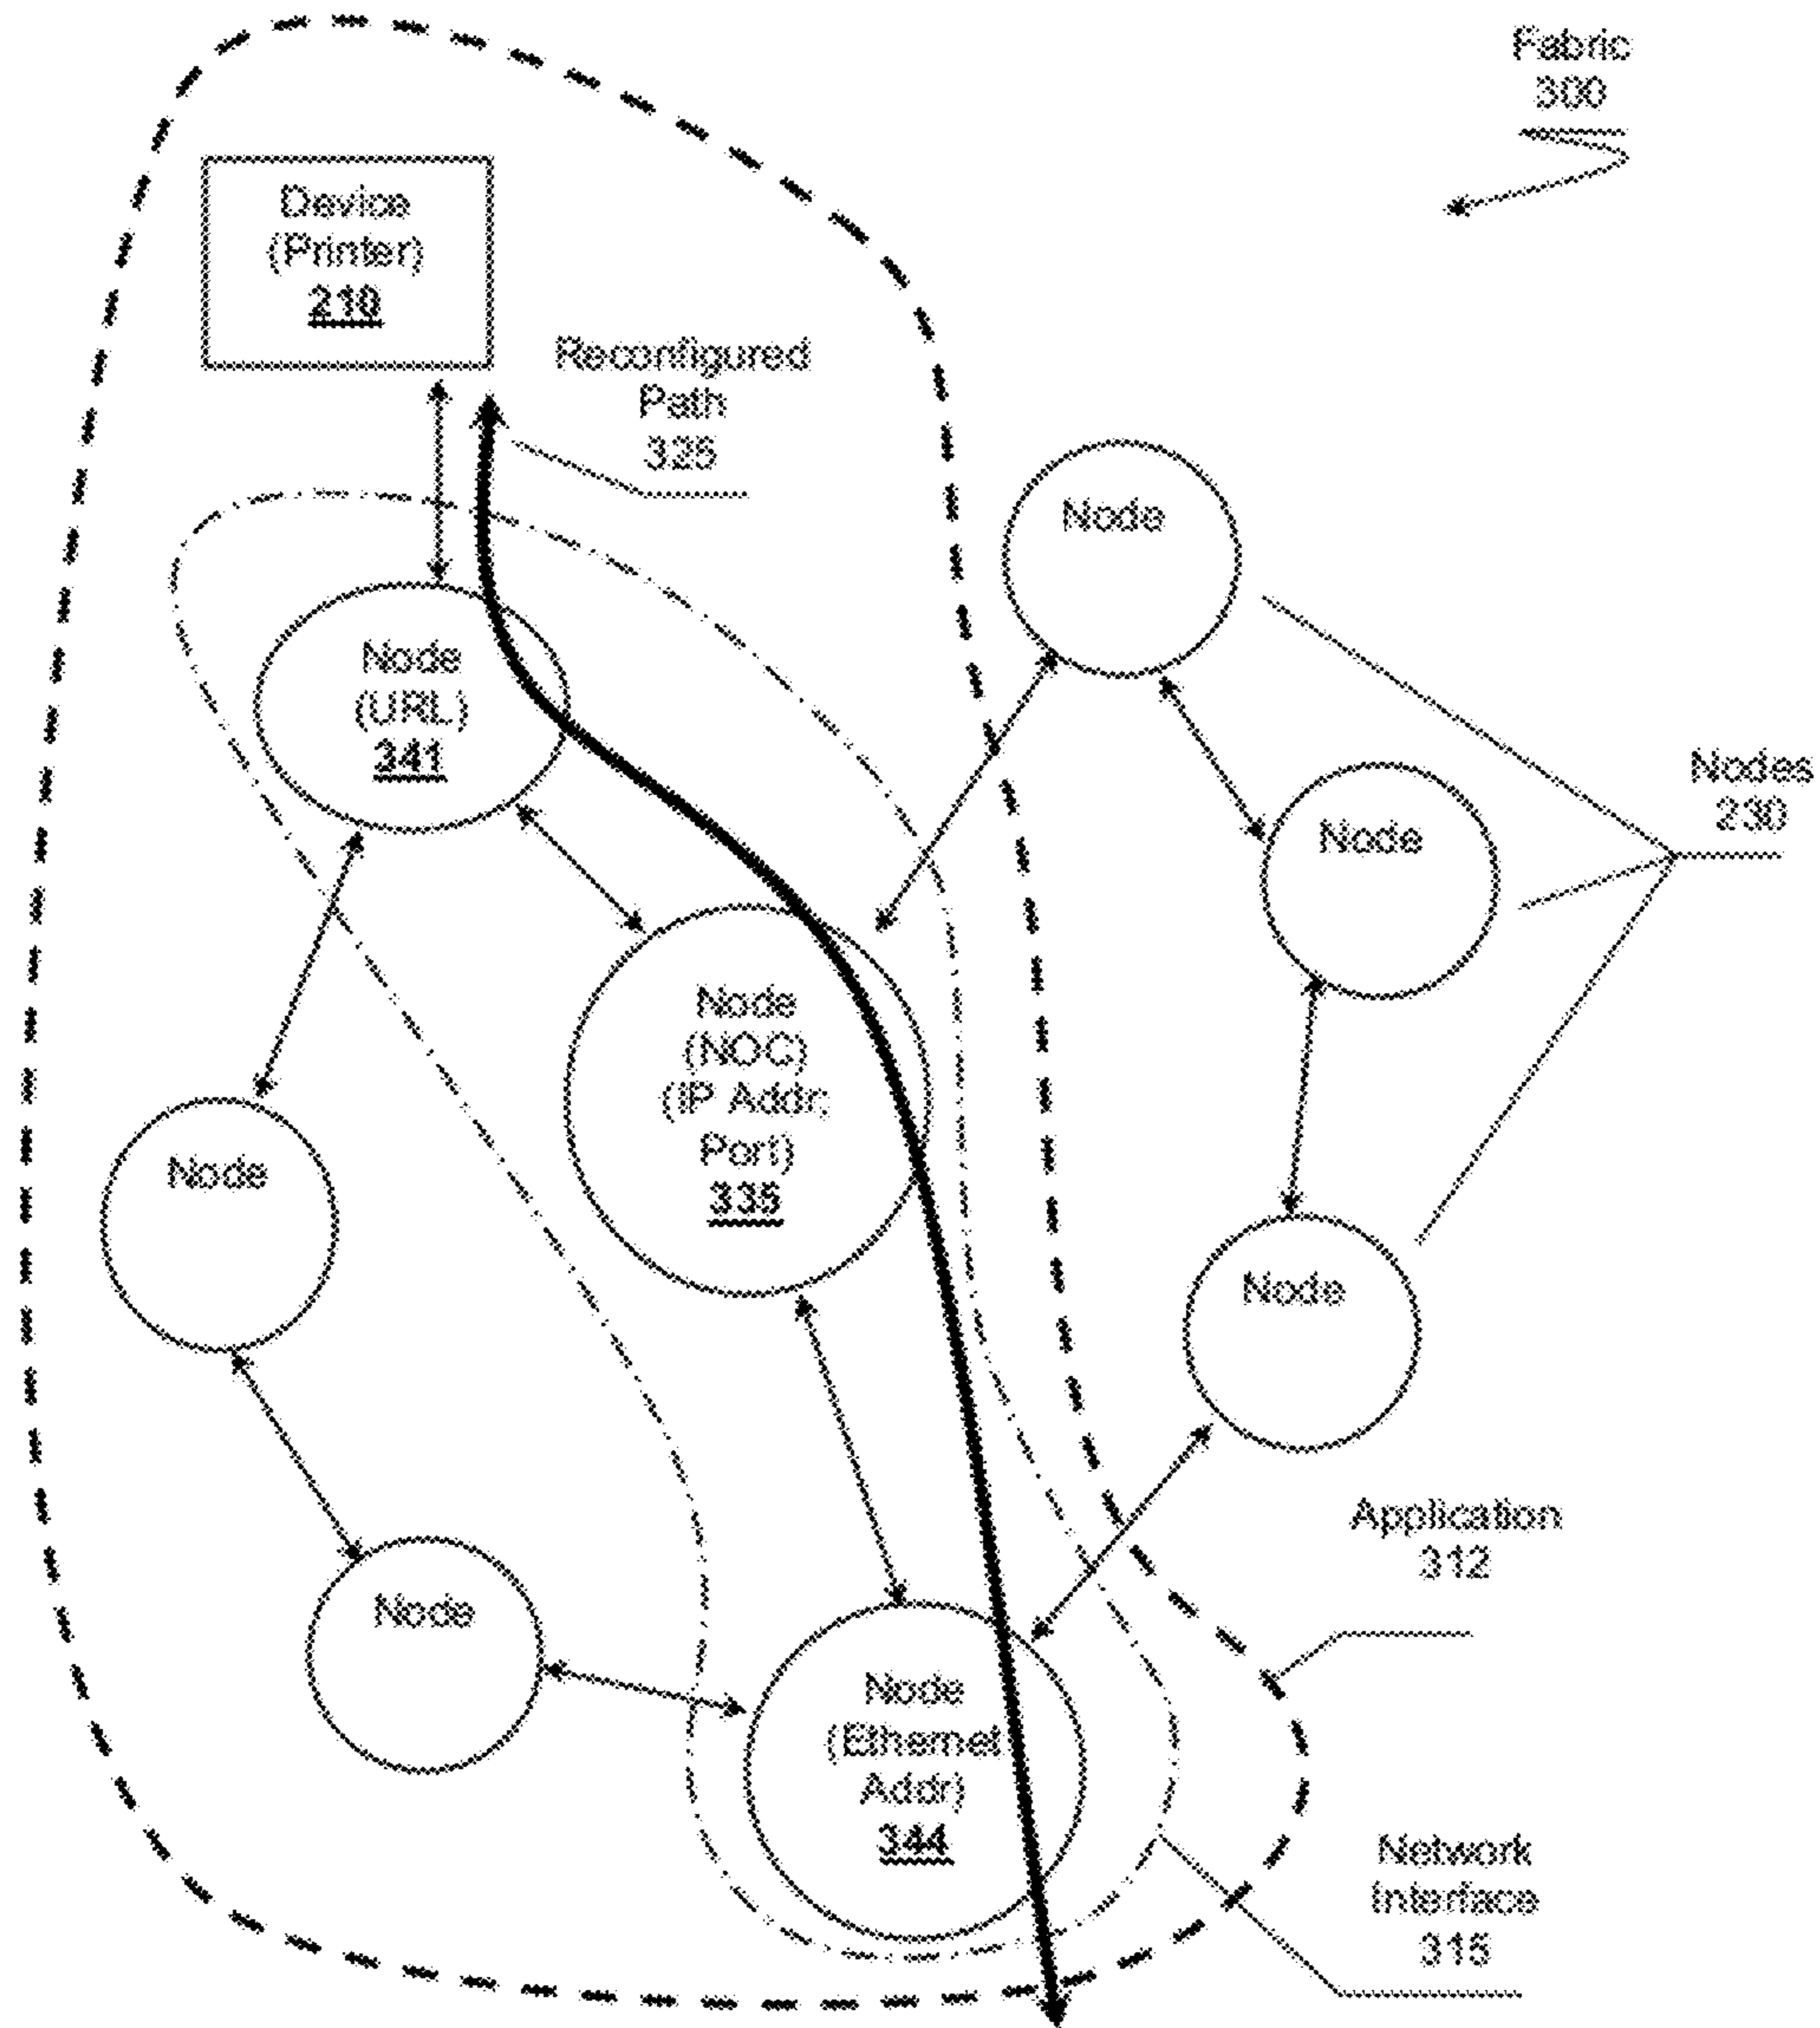 Fabric
300
Device
(Printer)
210
Reconfigured
Path
325
Node
Node
(URL)
341
Nodes
230
Node
Node
(NOC)
(IP Addr,
Port)
335
Node
Node
Application
312
Node
Node
(Ethernet
Addr)
344
Network
Interface
315